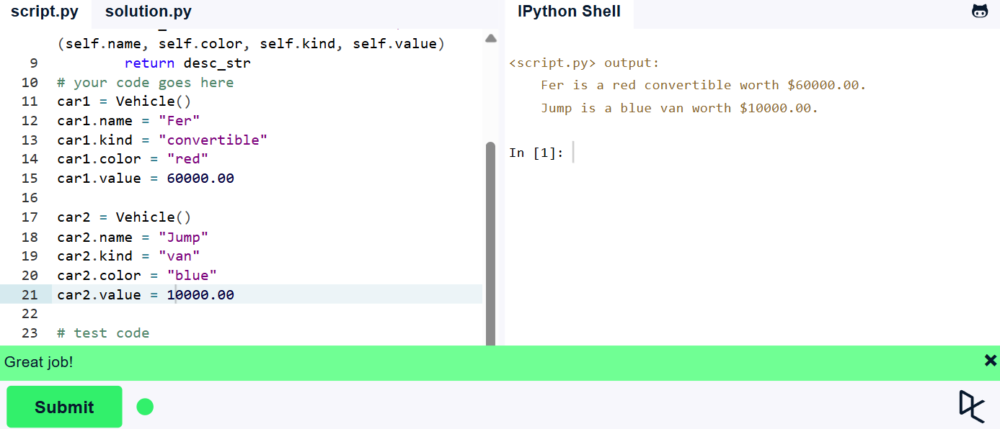 script.py solution.py IPython Shell
(self.name, self.color, self.kind, self.value)
9 return desc_str
10 # your code goes here
11 car1 = Vehicle()
12 car1.name = "Fer"
13 car1.kind = "convertible"
14 car1.color = "red"
15 car1.value = 60000.00
16
17 car2 = Vehicle()
18 car2.name = "Jump"
19 car2.kind = "van"
20 car2.color = "blue"
21 car2.value = 10000.00
22
23 # test code
<script.py> output:
Fer is a red convertible worth $60000.00.
Jump is a blue van worth $10000.00.
In [1]:
Great job!
Submit